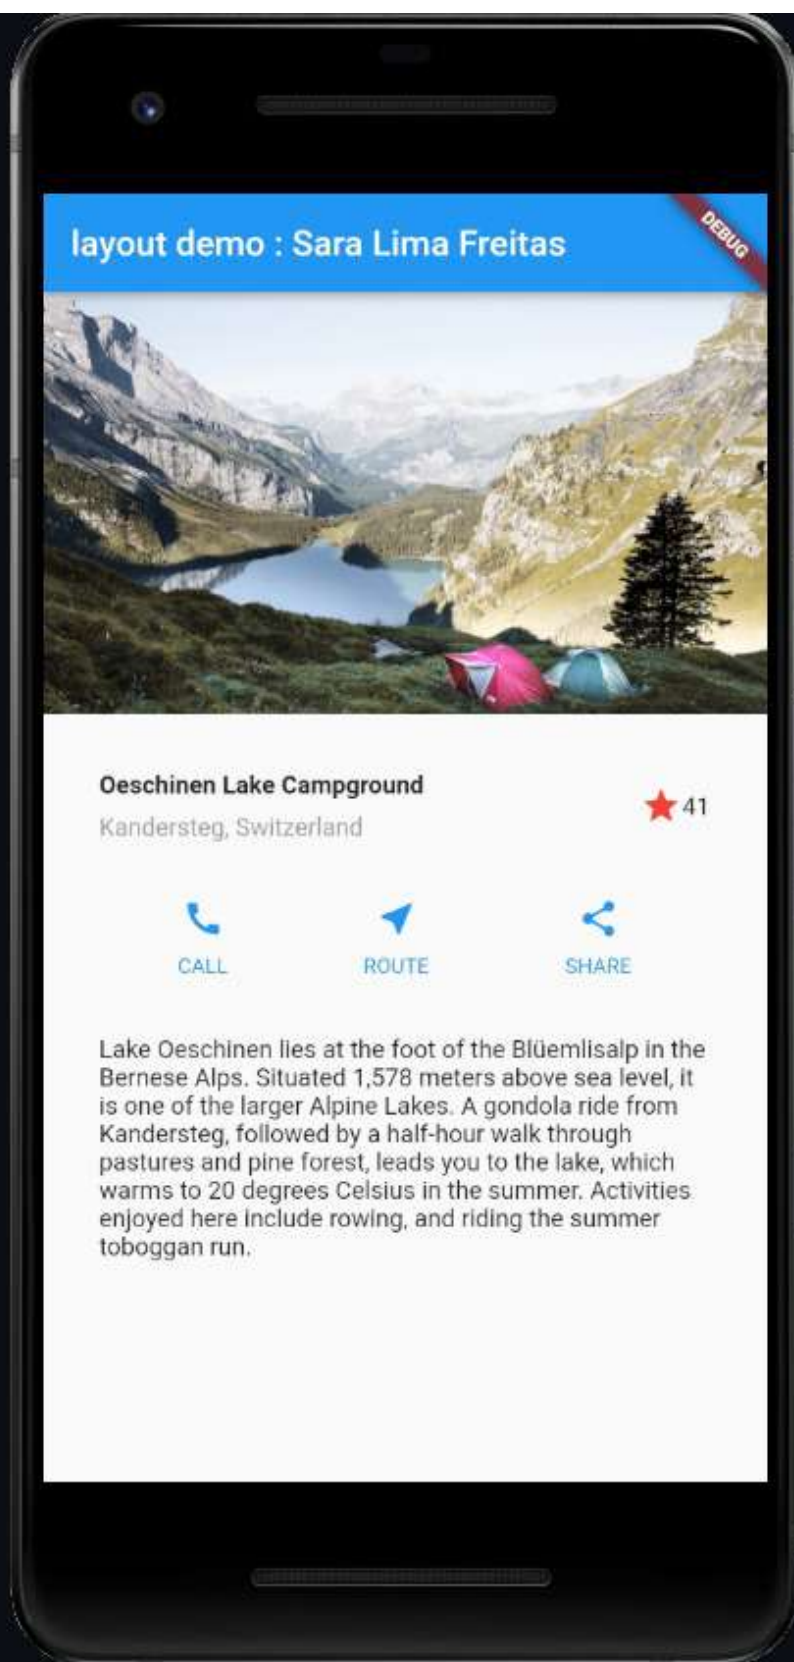 layout demo : Sara Lima Freitas
DEBUG
Oeschinen Lake Campground
Kandersteg, Switzerland
41
CALL
ROUTE
SHARE
Lake Oeschinen lies at the foot of the Blüemlisalp in the
Bernese Alps. Situated 1,578 meters above sea level, it
is one of the larger Alpine Lakes. A gondola ride from
Kandersteg, followed by a half-hour walk through
pastures and pine forest, leads you to the lake, which
warms to 20 degrees Celsius in the summer. Activities
enjoyed here include rowing, and riding the summer
toboggan run.